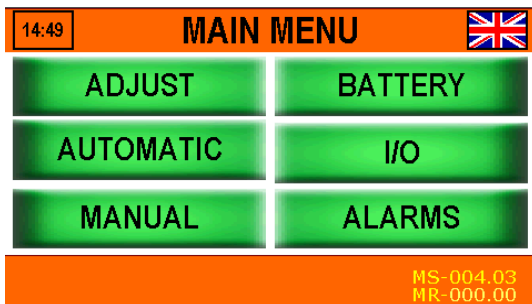 14:49 MAIN MENU
ADJUST BATTERY
AUTOMATIC I/O
MANUAL ALARMS
MS-004.03
MR-000.00